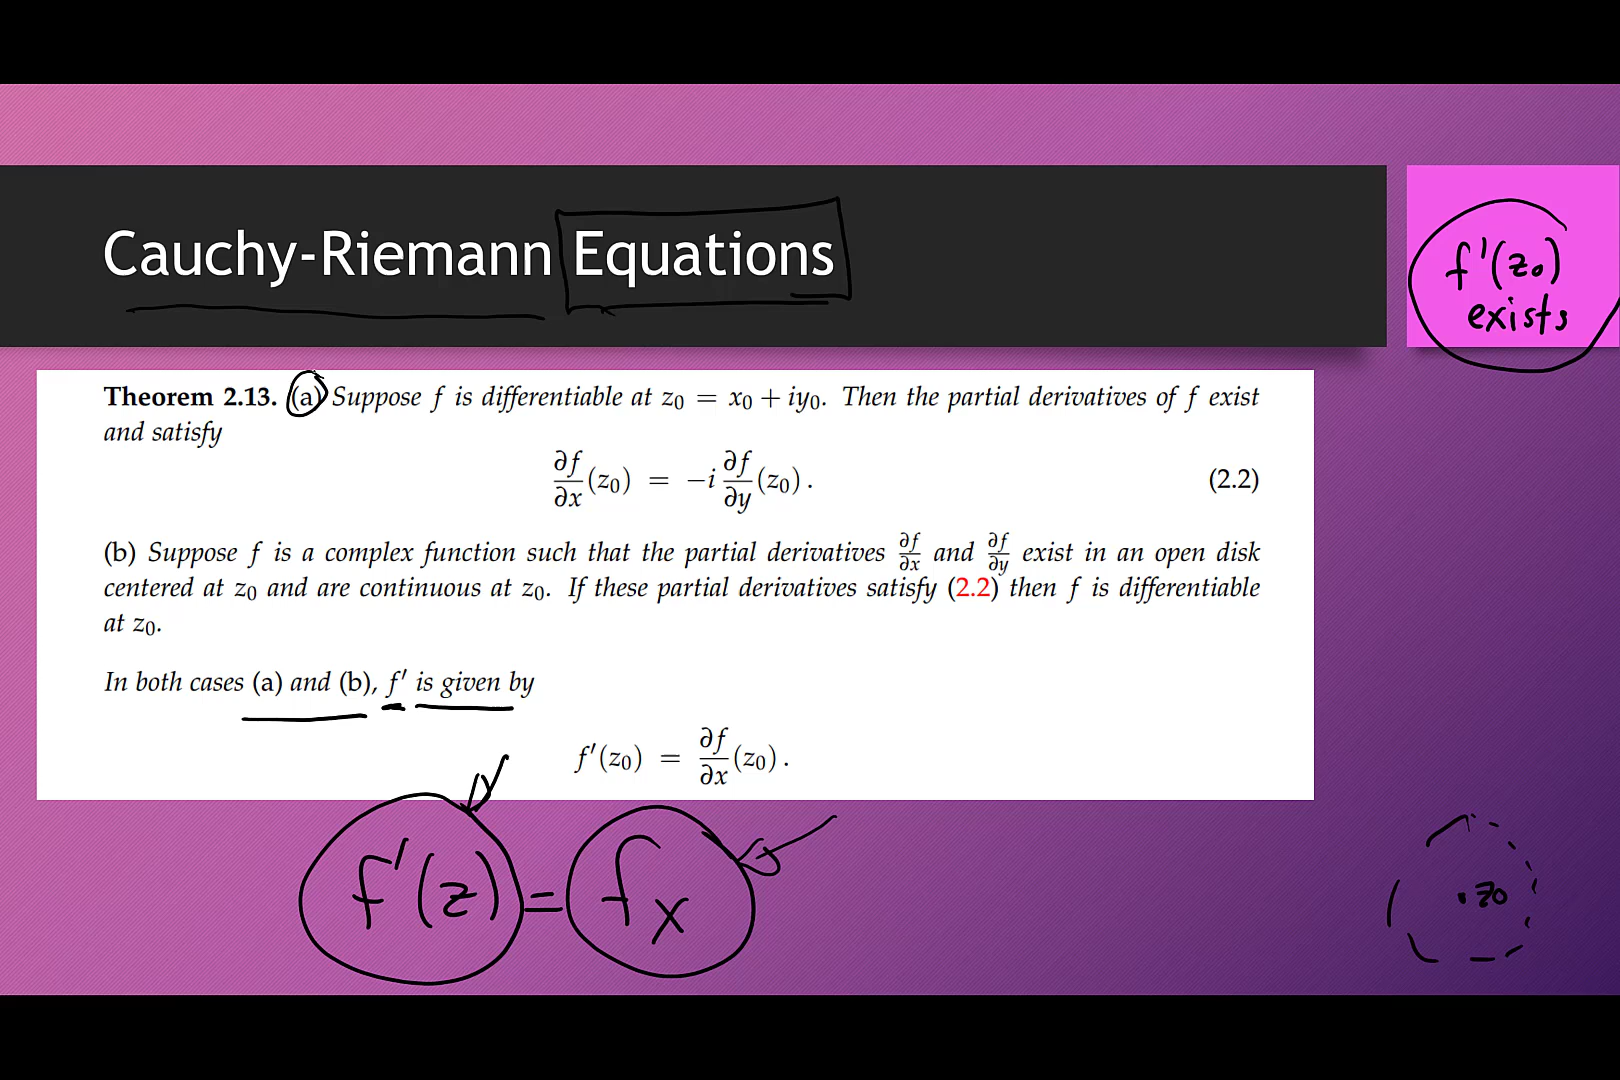 Cauchy-Riemann Equations
f'(z₀)
exists
Theorem 2.13. (a) Suppose f is differentiable at z₀ = x₀ + iy₀. Then the partial derivatives of f exist
and satisfy
∂f/∂x (z₀) = −i ∂f/∂y (z₀) . (2.2)
(b) Suppose f is a complex function such that the partial derivatives ∂f/∂x and ∂f/∂y exist in an open disk
centered at z₀ and are continuous at z₀. If these partial derivatives satisfy (2.2) then f is differentiable
at z₀.
In both cases (a) and (b), f′ is given by
f′(z₀) = ∂f/∂x (z₀) .
f'(z) = fₓ
. z₀